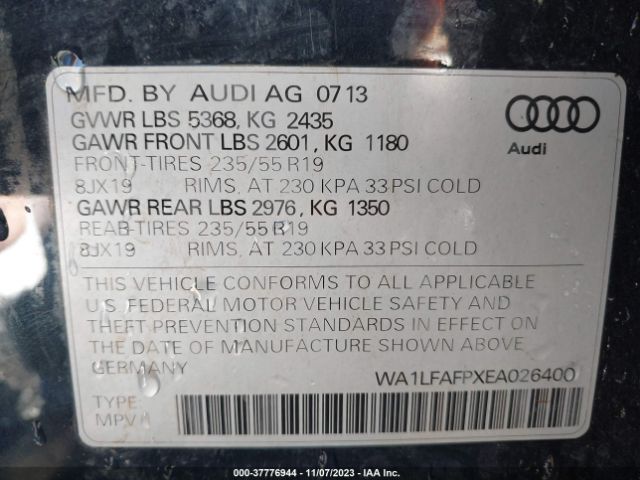 MFD. BY AUDI AG 0713
GVWR LBS 5368, KG 2435
GAWR FRONT LBS 2601, KG 1180
FRONT-TIRES 235/55 R19
8JX19 RIMS, AT 230 KPA 33 PSI COLD
GAWR REAR LBS 2976, KG 1350
REAR-TIRES 235/55 R19
8JX19 RIMS, AT 230 KPA 33 PSI COLD
Audi
THIS VEHICLE CONFORMS TO ALL APPLICABLE
U.S. FEDERAL MOTOR VEHICLE SAFETY AND
THEFT PREVENTION STANDARDS IN EFFECT ON
THE DATE OF MANUFACTURE SHOWN ABOVE
GERMANY
WA1LFAFPXEA026400
TYPE:
MPV
000-37776944 - 11/07/2023 - IAA Inc.